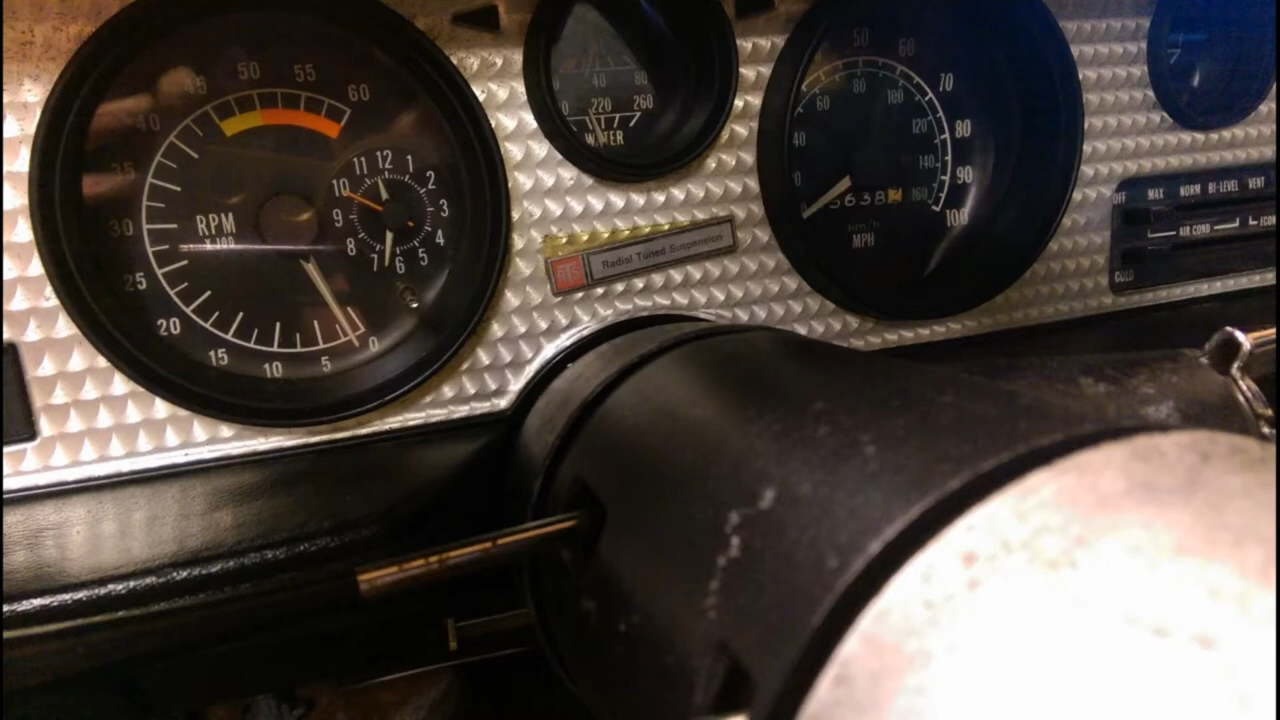 45 50 55 60
40
35
30
25
20
15
10
5
0
RPM
X 100
11 12 1
10 2
9 3
8 4
7 6 5
0 40 80
220 260
WATER
RTS Radial Tuned Suspension
50 60
70
80
90
100
40 60 80 100
120
140
160
km/h
MPH
OFF MAX NORM BI-LEVEL VENT
AIR COND
COLD